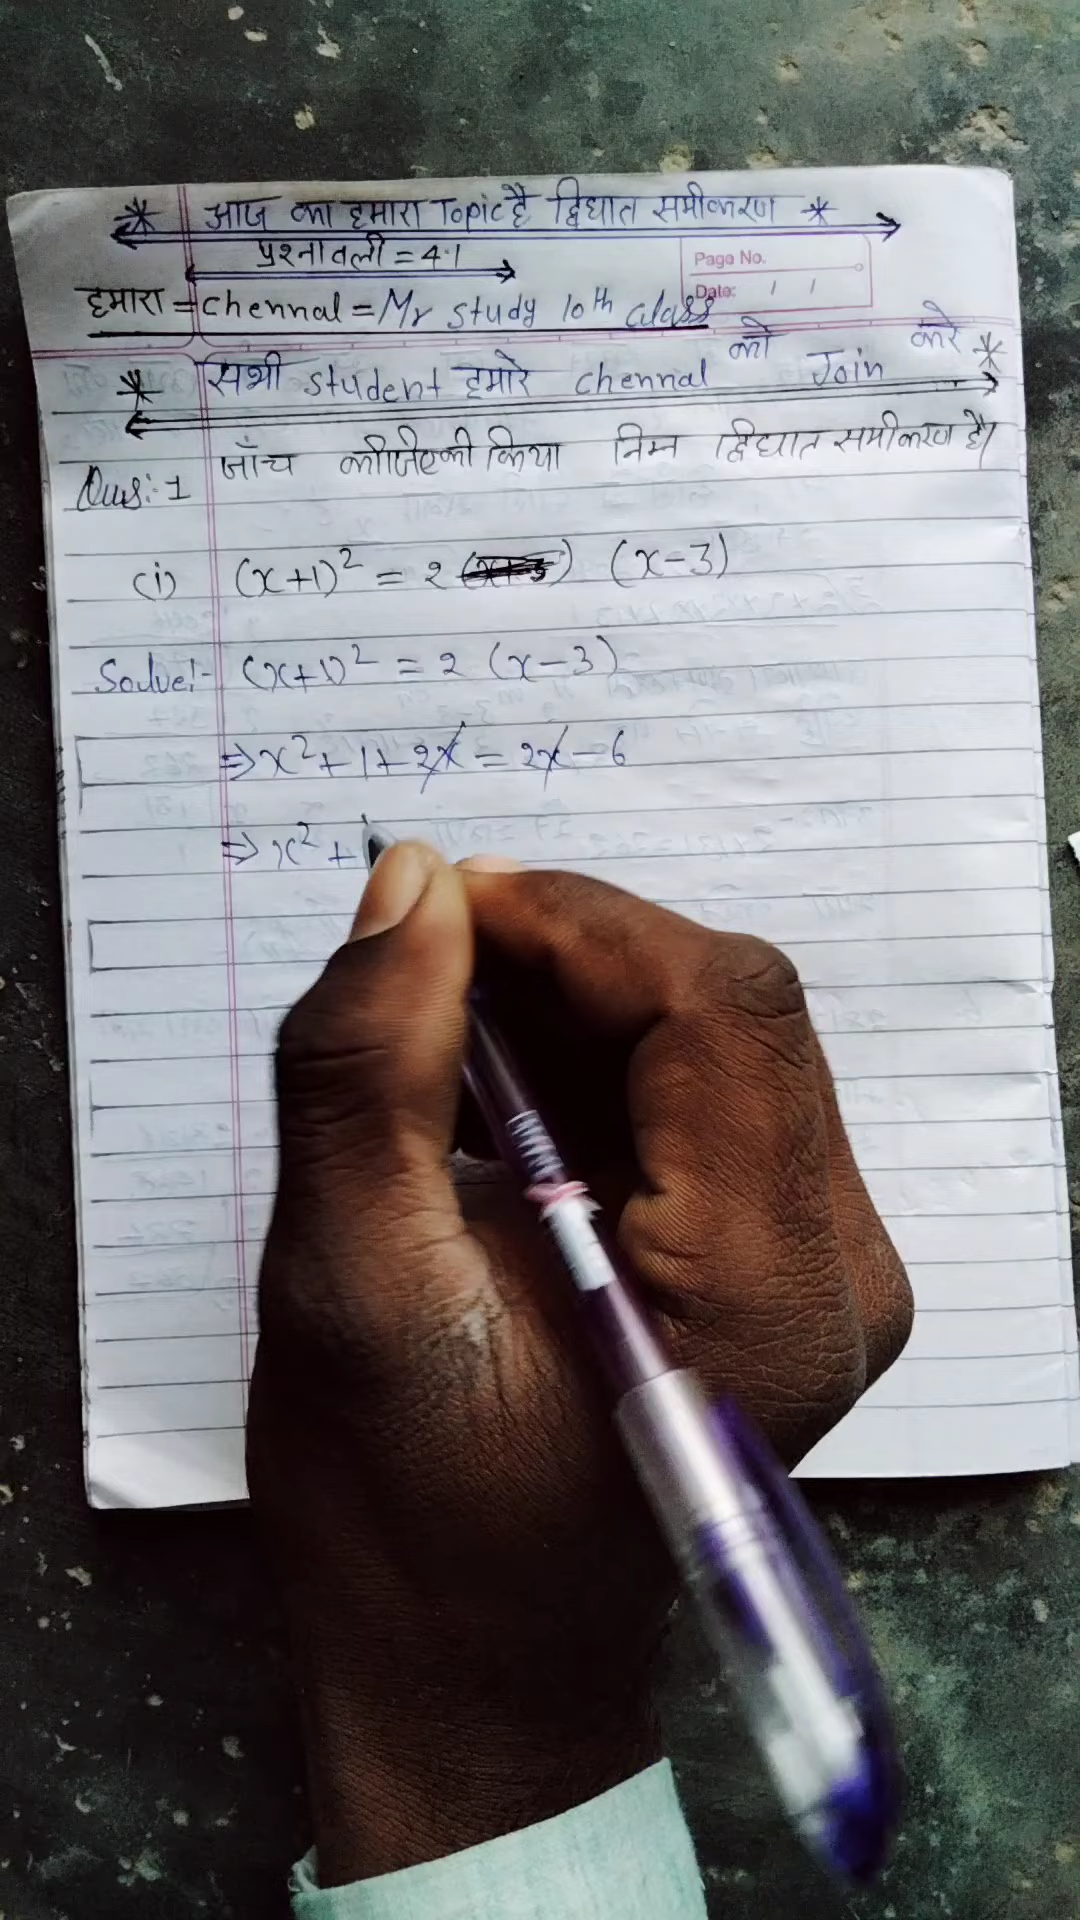 * आज का हमारा Topic है द्विघात समीकरण *
प्रश्नावली = 4.1
Page No.
Date: / /
हमारा = chennal = Mr study 10th class
* सभी student हमारे chennal को Join करे *
Qus:-1 जाँच कीजिए की क्रिया निम्न द्विघात समीकरण है।
(i) (x+1)² = 2 (x-3)
Solve:- (x+1)² = 2 (x-3)
⇒ x² + 1 + 2x = 2x - 6
⇒ x² + 1